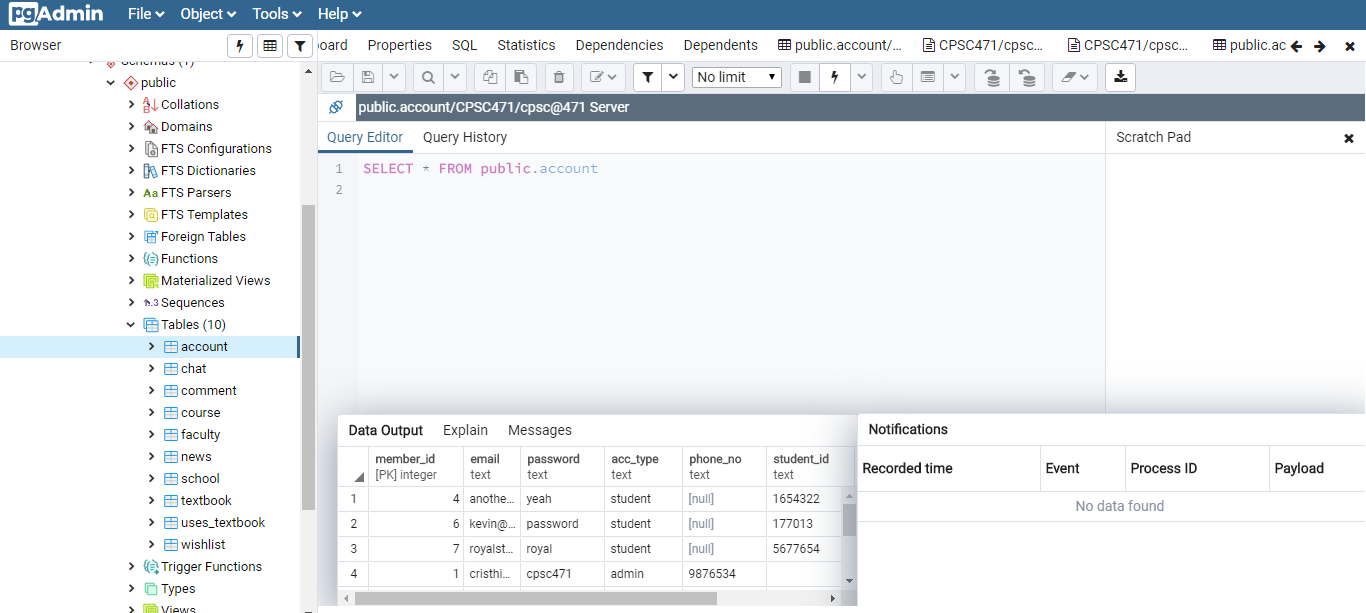 pgAdmin File Object Tools Help
Browser
board Properties SQL Statistics Dependencies Dependents public.account/... CPSC471/cpsc... CPSC471/cpsc... public.ac
Schemas (1)
public
Collations
Domains
FTS Configurations
FTS Dictionaries
Aa FTS Parsers
FTS Templates
Foreign Tables
Functions
Materialized Views
Sequences
Tables (10)
account
chat
comment
course
faculty
news
school
textbook
uses_textbook
wishlist
Trigger Functions
Types
Views
No limit
public.account/CPSC471/cpsc@471 Server
Query Editor Query History
Scratch Pad
1 SELECT * FROM public.account
2
Data Output Explain Messages
member_id email password acc_type phone_no student_id
[PK] integer text text text text text
1 4 anothe... yeah student [null] 1654322
2 6 kevin@... password student [null] 177013
3 7 royalst... royal student [null] 5677654
4 1 cristhi... cpsc471 admin 9876534
Notifications
Recorded time Event Process ID Payload
No data found